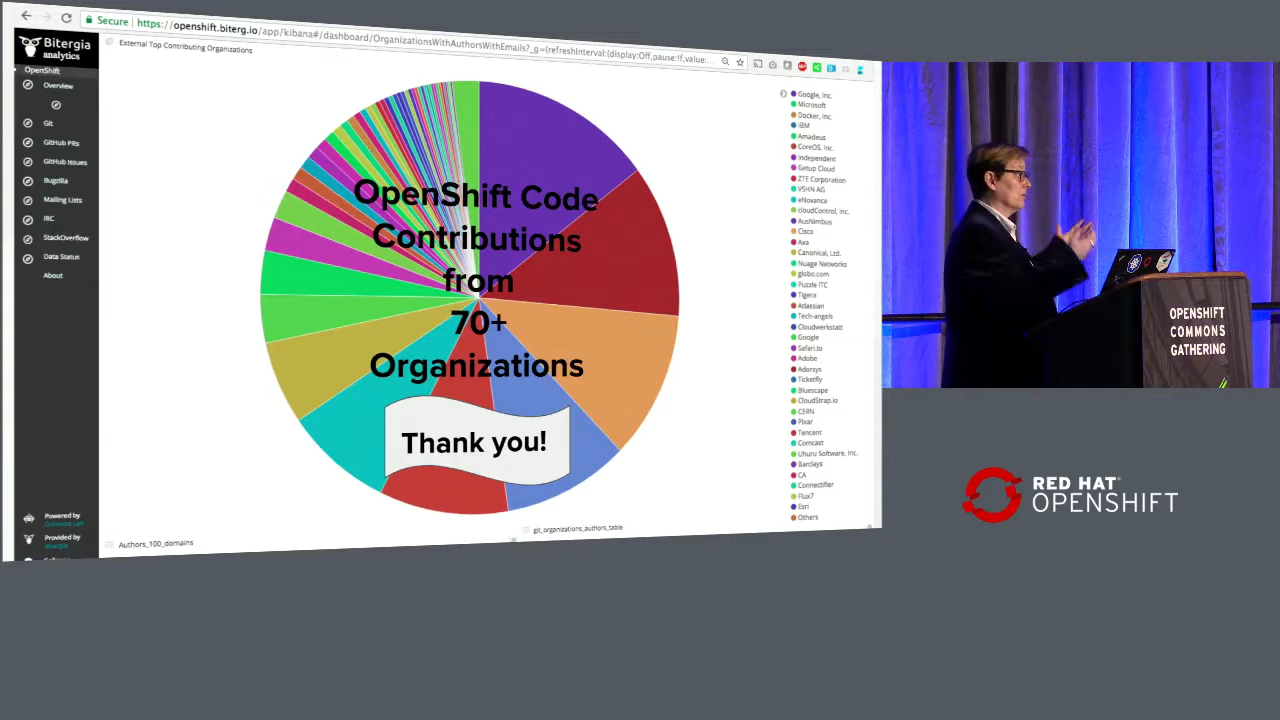 Secure https://openshift.biterg.io/app/kibana#/dashboard/OrganizationsWithAuthorsWithEmails?_g=(refreshInterval:(display:Off,pause:!f,value:...
Bitergia
analytics
External Top Contributing Organizations
OpenShift
Overview
Git
GitHub PRs
GitHub Issues
Bugzilla
Mailing Lists
IRC
StackOverflow
Data Status
About
OpenShift Code
Contributions
from
70+
Organizations
Thank you!
Google, Inc.
Microsoft
Docker, Inc.
IBM
Amadeus
CoreOS, Inc.
Independent
Getup Cloud
ZTE Corporation
VSHN AG
eNovance
cloudControl, Inc.
AusNimbus
Cisco
Axa
Canonical, Ltd.
Nuage Networks
globo.com
Puzzle ITC
Tigera
Atlassian
Tech-angels
Cloudwerkstatt
Google
Safari.to
Adobe
Adorsys
Ticketfly
Bluescape
CloudStrap.io
CERN
Pixar
Tencent
Comcast
Uhuru Software, Inc.
Barclays
CA
Connectifier
Flux7
Esri
Others
Powered by
Provided by
Bitergia
git_organizations_authors_table
Authors_100_domains
OPENSHIFT
COMMONS
GATHERING
RED HAT®
OPENSHIFT